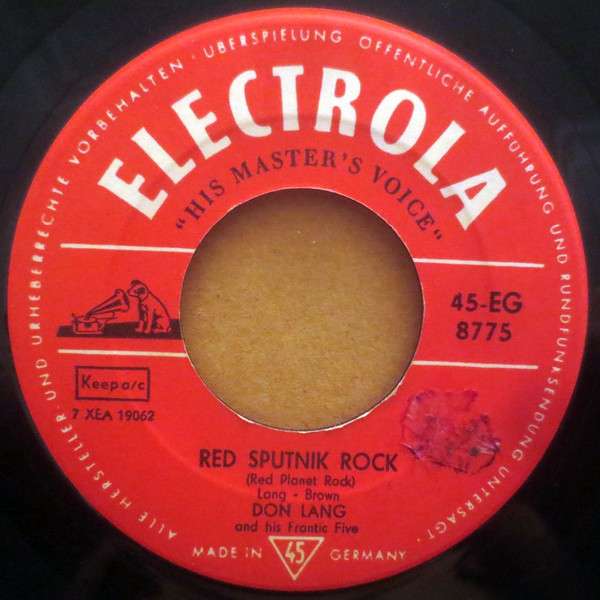 ALLE HERSTELLER- UND URHEBERRECHTE VORBEHALTEN · ÜBERSPIELUNG ÖFFENTLICHE AUFFÜHRUNG UND RUNDFUNKSENDUNG UNTERSAGT ·
ELECTROLA
"HIS MASTER'S VOICE"
45-EG
8775
Keep a/c
7 XEA 19062
RED SPUTNIK ROCK
(Red Planet Rock)
Lang - Brown
DON LANG
and his Frantic Five
MADE IN 45 GERMANY